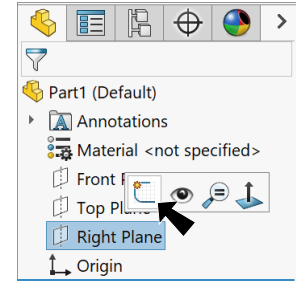 Part1 (Default)
Annotations
Material <not specified>
Front
Top Plane
Right Plane
Origin